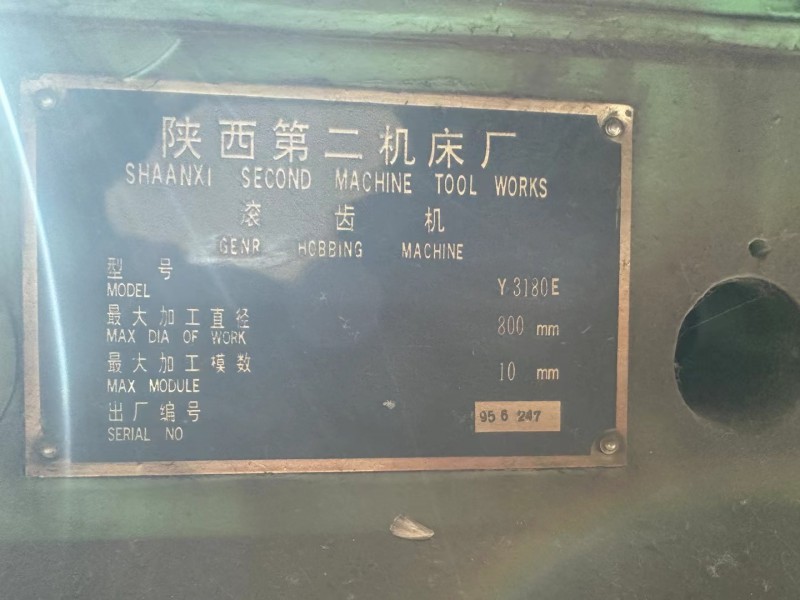 陕西第二机床厂
SHAANXI SECOND MACHINE TOOL WORKS
滚齿机
GENR HOBBING MACHINE
型号
MODEL Y3180E
最大加工直径 800 mm
MAX DIA OF WORK
最大加工模数 10 mm
MAX MODULE
出厂编号 95 6 247
SERIAL NO